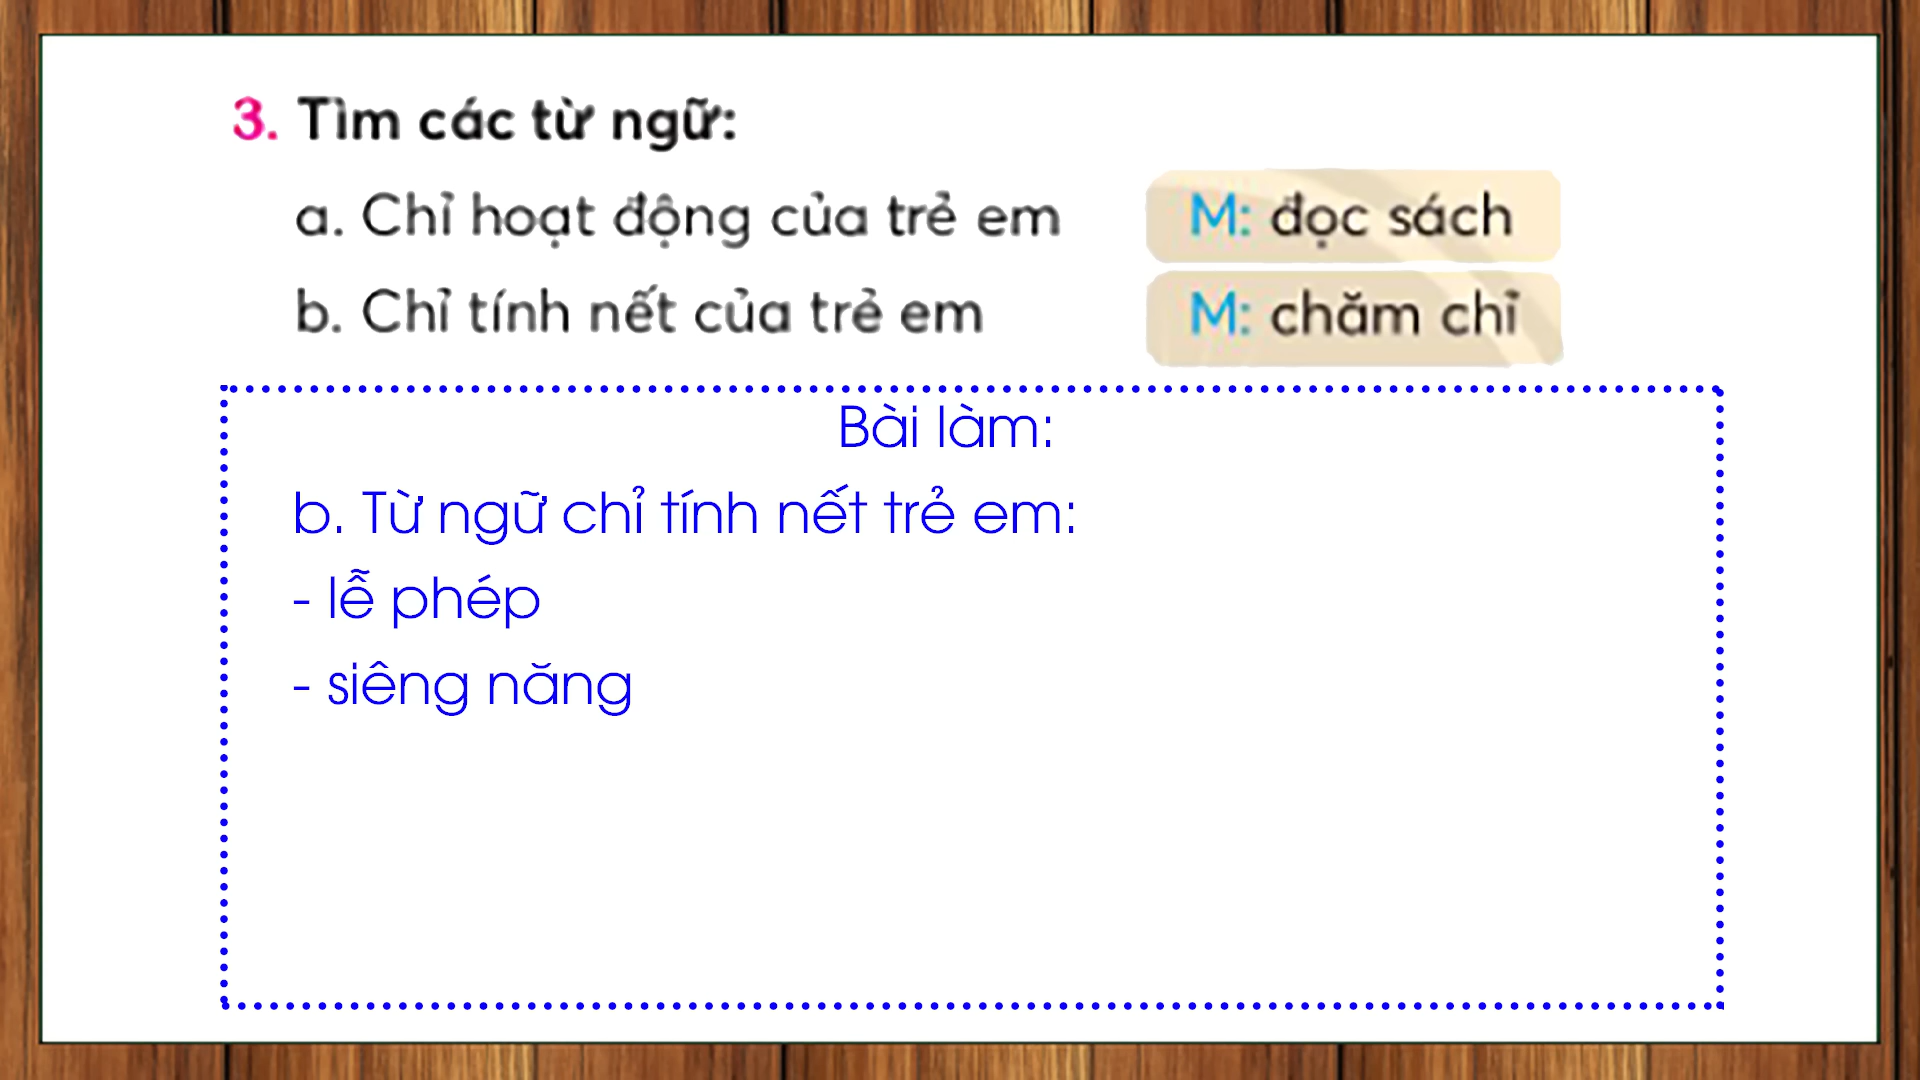 3. Tìm các từ ngữ:
a. Chỉ hoạt động của trẻ em M: đọc sách
b. Chỉ tính nết của trẻ em M: chăm chỉ
Bài làm:
b. Từ ngữ chỉ tính nết trẻ em:
- lễ phép
- siêng năng